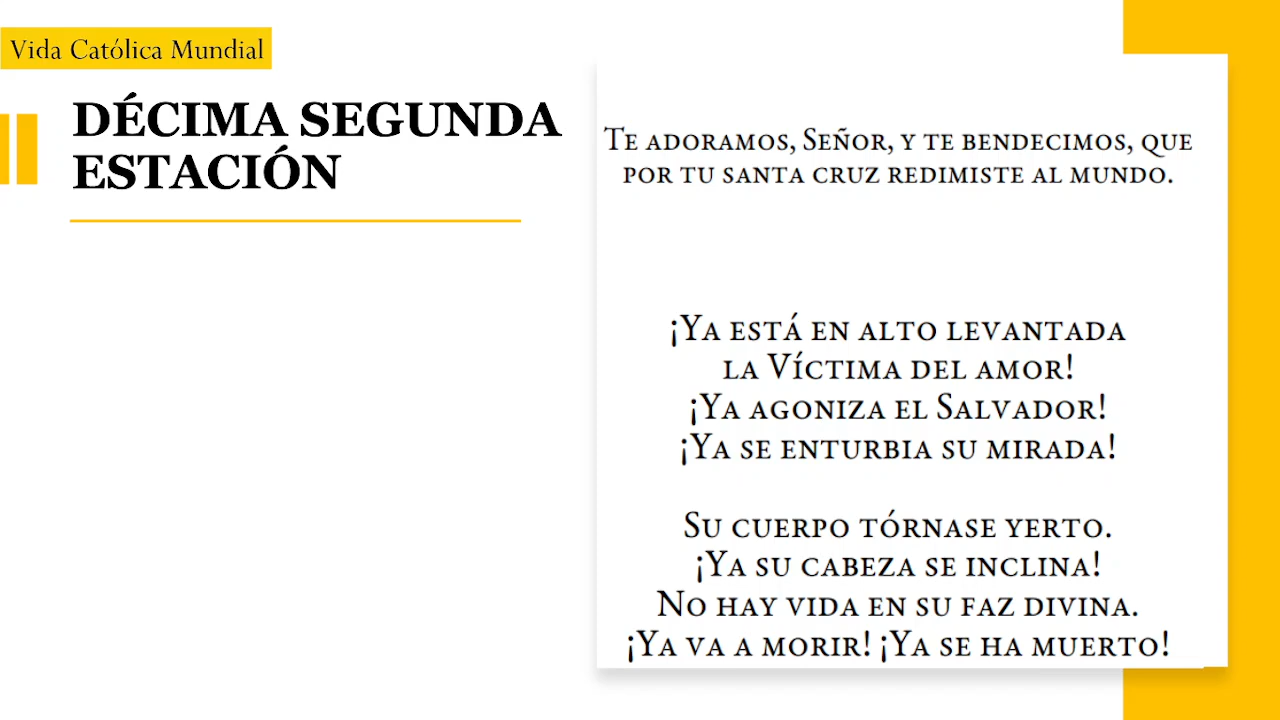 Vida Católica Mundial
DÉCIMA SEGUNDA
ESTACIÓN
Te adoramos, Señor, y te bendecimos, que
por tu santa cruz redimiste al mundo.
¡Ya está en alto levantada
la Víctima del amor!
¡Ya agoniza el Salvador!
¡Ya se enturbia su mirada!
Su cuerpo tórnase yerto.
¡Ya su cabeza se inclina!
No hay vida en su faz divina.
¡Ya va a morir! ¡Ya se ha muerto!